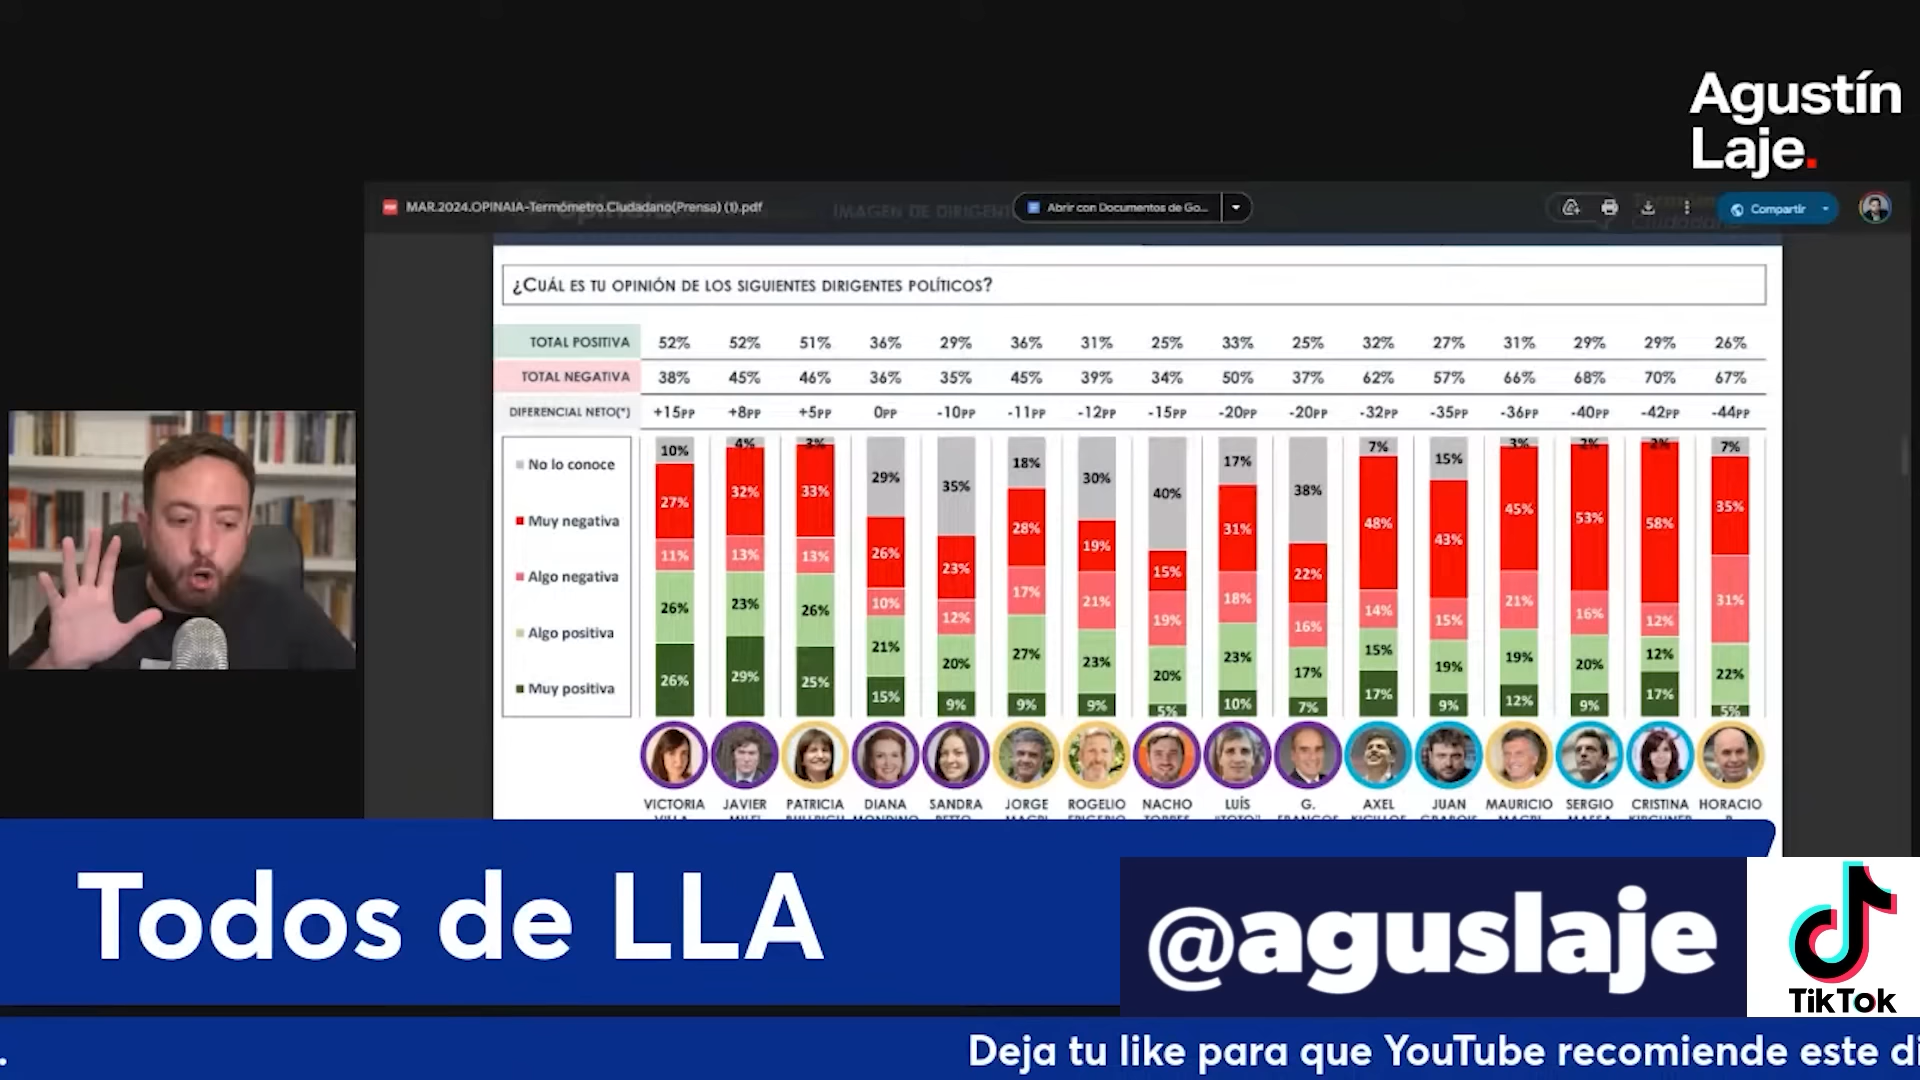 Agustín
Laje.
MAR.2024.OPINAIA-Termómetro.Ciudadano(Prensa) (1).pdf
IMAGEN DE DIRIGENT
Abrir con Documentos de Go...
Compartir
¿CUÁL ES TU OPINIÓN DE LOS SIGUIENTES DIRIGENTES POLÍTICOS?
TOTAL POSITIVA 52% 52% 51% 36% 29% 36% 31% 25% 33% 25% 32% 27% 31% 29% 29% 26%
TOTAL NEGATIVA 38% 45% 46% 36% 35% 45% 39% 34% 50% 37% 62% 57% 66% 68% 70% 67%
DIFERENCIAL NETO(*) +15PP +8PP +5PP 0PP -10PP -11PP -12PP -15PP -20PP -20PP -32PP -35PP -36PP -40PP -42PP -44PP
No lo conoce 10% 4% 3% 29% 35% 18% 30% 40% 17% 38% 7% 15% 3% 2% 2% 7%
Muy negativa 27% 32% 33% 26% 23% 28% 19% 15% 31% 22% 48% 43% 45% 53% 58% 35%
Algo negativa 11% 13% 13% 10% 12% 17% 21% 19% 18% 16% 14% 15% 21% 16% 12% 31%
Algo positiva 26% 23% 26% 21% 20% 27% 23% 20% 23% 17% 15% 19% 19% 20% 12% 22%
Muy positiva 26% 29% 25% 15% 9% 9% 9% 5% 10% 7% 17% 9% 12% 9% 17% 5%
VICTORIA JAVIER PATRICIA DIANA SANDRA JORGE ROGELIO NACHO LUÍS G. AXEL JUAN MAURICIO SERGIO CRISTINA HORACIO
Todos de LLA
@aguslaje
TikTok
Deja tu like para que YouTube recomiende este di